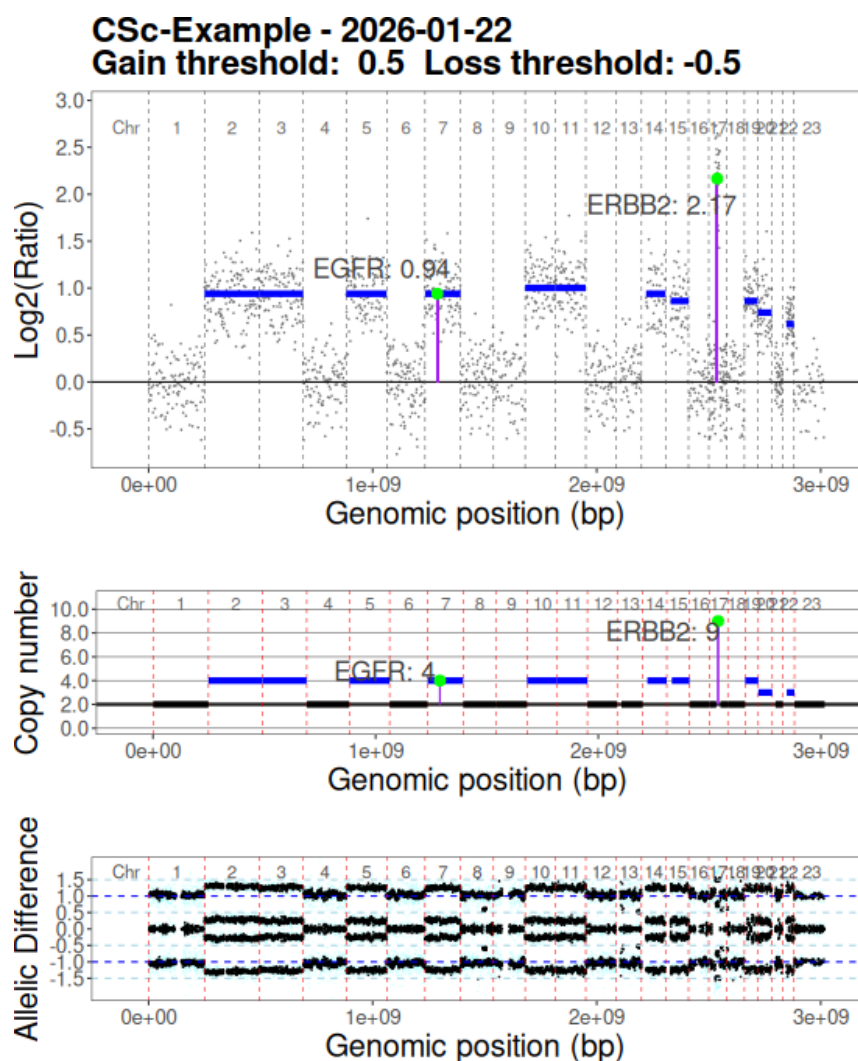 CSc-Example - 2026-01-22
Gain threshold:  0.5  Loss threshold: -0.5
Log2(Ratio)
3.0
2.5
2.0
1.5
1.0
0.5
0.0
-0.5
Chr 1 2 3 4 5 6 7 8 9 10 11 12 13 14 15 16 17 18 19 20 21 22 23
ERBB2: 2.17
EGFR: 0.94
0e+00 1e+09 2e+09 3e+09
Genomic position (bp)
Copy number
10.0
8.0
6.0
4.0
2.0
0.0
Chr 1 2 3 4 5 6 7 8 9 10 11 12 13 14 15 16 17 18 19 20 21 22 23
ERBB2: 9
EGFR: 4
0e+00 1e+09 2e+09 3e+09
Genomic position (bp)
Allelic Difference
1.5
1.0
0.5
0.0
-0.5
-1.0
-1.5
Chr 1 2 3 4 5 6 7 8 9 10 11 12 13 14 15 16 17 18 19 20 21 22 23
0e+00 1e+09 2e+09 3e+09
Genomic position (bp)